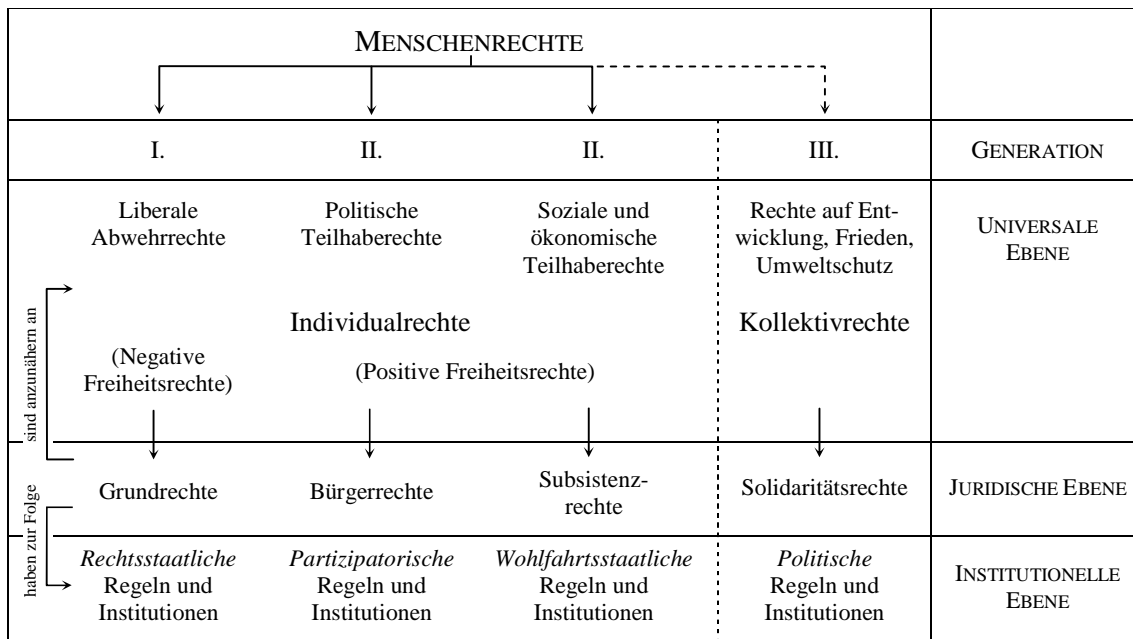 MENSCHENRECHTE
I.
II.
II.
III.
GENERATION
Liberale
Abwehrrechte
Politische
Teilhaberechte
Soziale und
ökonomische
Teilhaberechte
Rechte auf Ent-
wicklung, Frieden,
Umweltschutz
UNIVERSALE
EBENE
Individualrechte
Kollektivrechte
(Negative
Freiheitsrechte)
(Positive Freiheitsrechte)
sind anzunähern an
Grundrechte
Bürgerrechte
Subsistenz-
rechte
Solidaritätsrechte
JURIDISCHE EBENE
haben zur Folge
Rechtsstaatliche
Regeln und
Institutionen
Partizipatorische
Regeln und
Institutionen
Wohlfahrtsstaatliche
Regeln und
Institutionen
Politische
Regeln und
Institutionen
INSTITUTIONELLE
EBENE